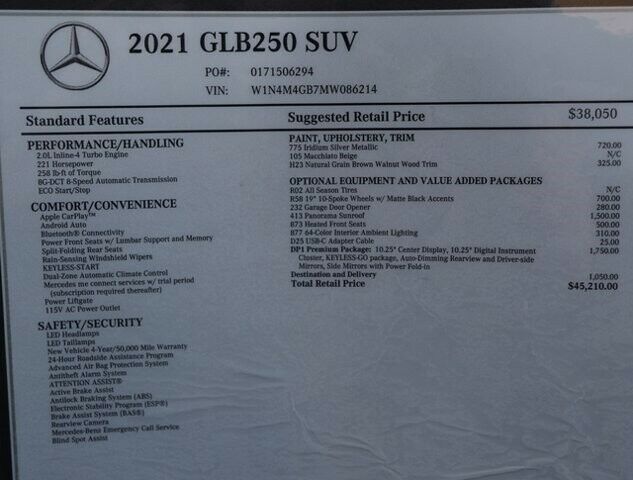 2021 GLB250 SUV
PO#: 0171506294
VIN: W1N4M4GB7MW086214
Standard Features
Suggested Retail Price $38,050
PERFORMANCE/HANDLING
2.0L Inline-4 Turbo Engine
221 Horsepower
258 lb-ft of Torque
8G-DCT 8-Speed Automatic Transmission
ECO Start/Stop
COMFORT/CONVENIENCE
Apple CarPlay™
Android Auto
Bluetooth® Connectivity
Power Front Seats w/ Lumbar Support and Memory
Split-Folding Rear Seats
Rain-Sensing Windshield Wipers
KEYLESS-START
Dual-Zone Automatic Climate Control
Mercedes me connect services w/ trial period
(subscription required thereafter)
Power Liftgate
115V AC Power Outlet
SAFETY/SECURITY
LED Headlamps
LED Taillamps
New Vehicle 4-Year/50,000 Mile Warranty
24-Hour Roadside Assistance Program
Advanced Air Bag Protection System
Antitheft Alarm System
ATTENTION ASSIST®
Active Brake Assist
Antilock Braking System (ABS)
Electronic Stability Program (ESP®)
Brake Assist System (BAS®)
Rearview Camera
Mercedes-Benz Emergency Call Service
Blind Spot Assist
PAINT, UPHOLSTERY, TRIM
775 Iridium Silver Metallic 720.00
105 Macchiato Beige N/C
H23 Natural Grain Brown Walnut Wood Trim 325.00
OPTIONAL EQUIPMENT AND VALUE ADDED PACKAGES
R02 All Season Tires N/C
R58 19" 10-Spoke Wheels w/ Matte Black Accents 700.00
232 Garage Door Opener 280.00
413 Panorama Sunroof 1,500.00
873 Heated Front Seats 500.00
877 64-Color Interior Ambient Lighting 310.00
D25 USB-C Adapter Cable 25.00
DP1 Premium Package: 10.25" Center Display, 10.25" Digital Instrument 1,750.00
Cluster, KEYLESS-GO package, Auto-Dimming Rearview and Driver-side
Mirrors, Side Mirrors with Power Fold-in
Destination and Delivery 1,050.00
Total Retail Price $45,210.00